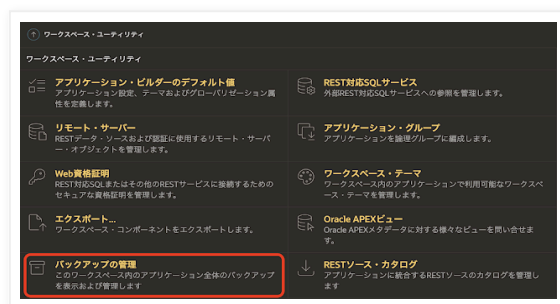 ワークスペース・ユーティリティ
ワークスペース・ユーティリティ
アプリケーション・ビルダーのデフォルト値
アプリケーション設定、テーマおよびグローバリゼーション属
性を定義します。
REST対応SQLサービス
外部REST対応SQLサービスへの参照を管理します。
リモート・サーバー
RESTデータ・ソースおよび認証に使用するリモート・サーバ
ー・オブジェクトを管理します。
アプリケーション・グループ
アプリケーションを論理グループに編成します。
Web資格証明
REST対応SQLまたはその他のRESTサービスに接続するための
セキュアな資格証明を管理します。
ワークスペース・テーマ
ワークスペース内のアプリケーションで利用可能なワークスペ
ース・テーマを管理します。
エクスポート...
ワークスペース・コンポーネントをエクスポートします。
Oracle APEXビュー
Oracle APEXメタデータに対する様々なビューを問い合せま
す。
バックアップの管理
このワークスペース内のアプリケーション全体のバックアップ
を表示および管理します
RESTソース・カタログ
アプリケーションに統合するRESTソースのカタログを管理し
ます